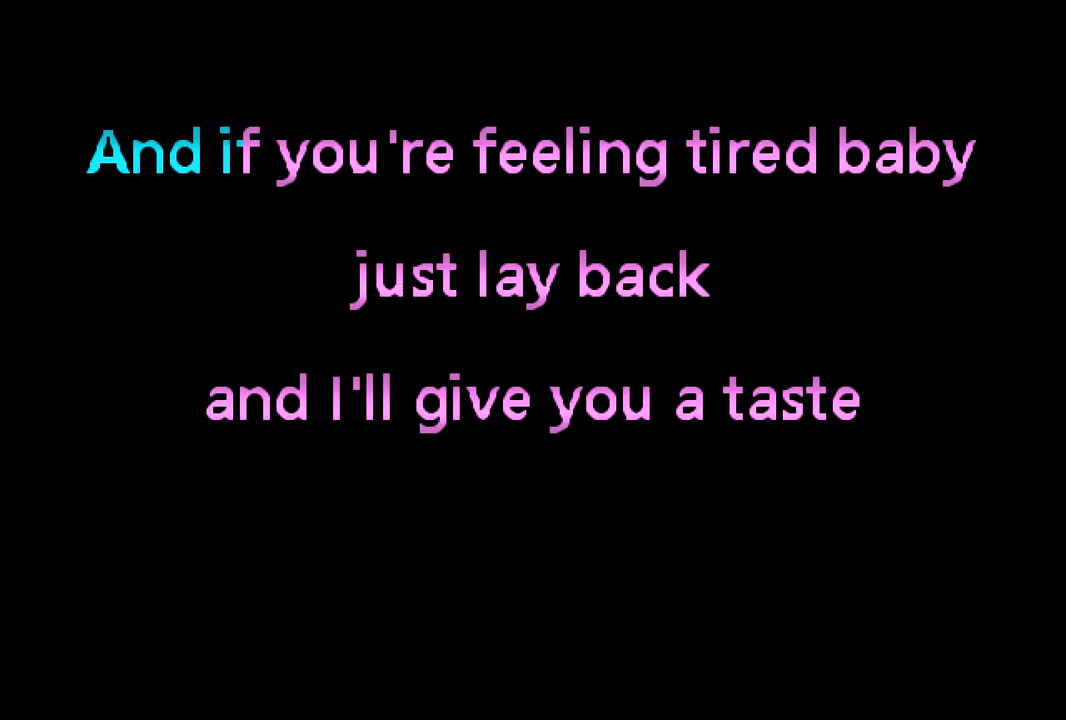 And if you're feeling tired baby
just lay back
and I'll give you a taste